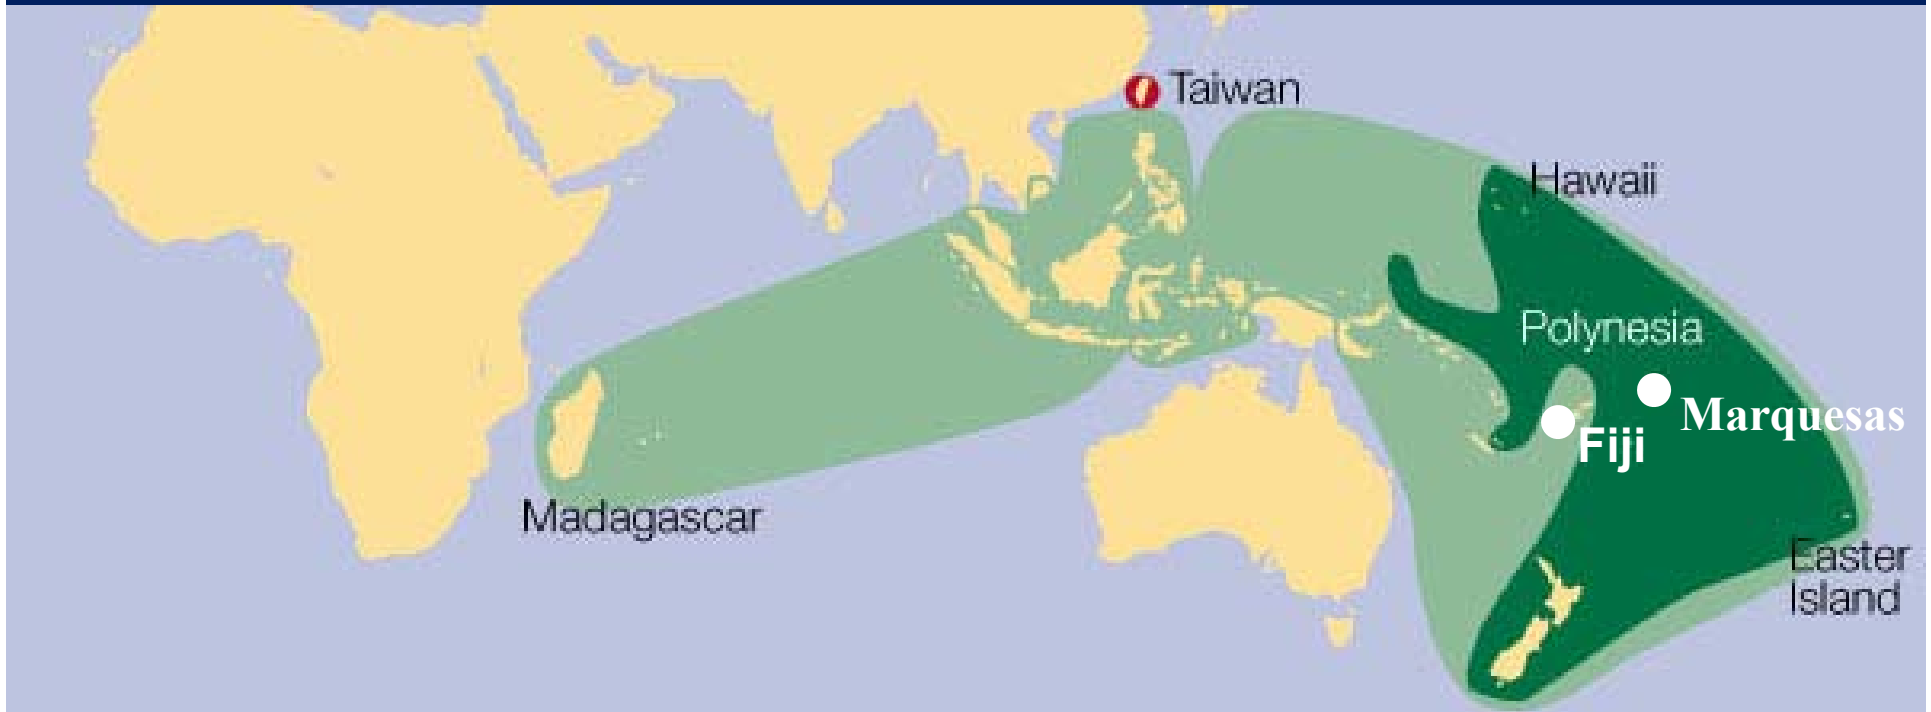 Taiwan
Hawaii
Polynesia
Marquesas
Fiji
Madagascar
Easter
Island